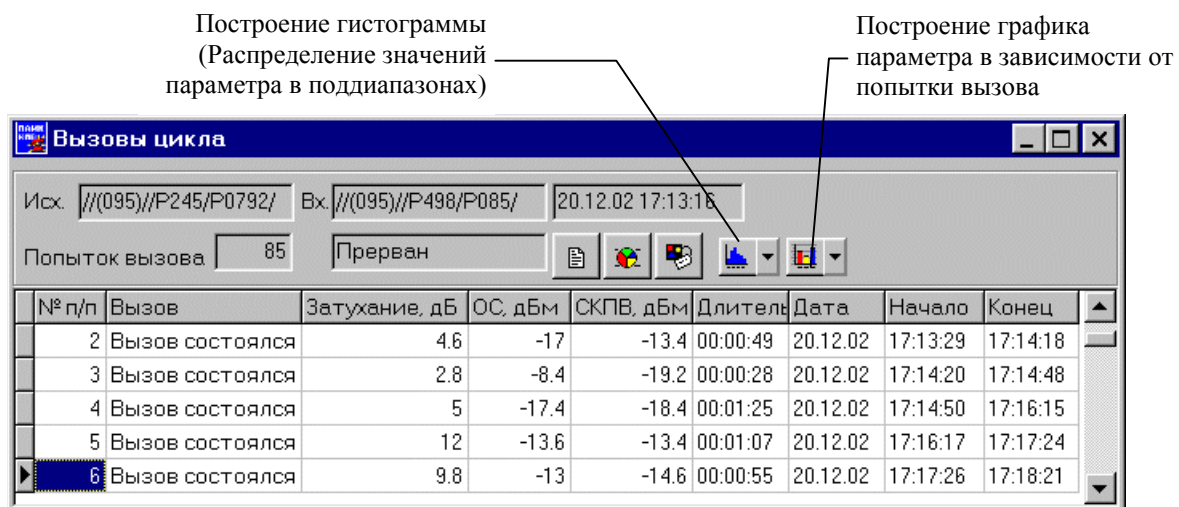 Построение гистограммы
(Распределение значений
параметра в поддиапазонах)
Построение графика
параметра в зависимости от
попытки вызова
Вызовы цикла
Исх. //(095)//P245/P0792/ Вх. //(095)//P498/P085/ 20.12.02 17:13:16
Попыток вызова 85 Прерван
№ п/п Вызов Затухание, дБ ОС, дБм СКПВ, дБм Длитель Дата Начало Конец
2 Вызов состоялся 4.6 -17 -13.4 00:00:49 20.12.02 17:13:29 17:14:18
3 Вызов состоялся 2.8 -8.4 -19.2 00:00:28 20.12.02 17:14:20 17:14:48
4 Вызов состоялся 5 -17.4 -18.4 00:01:25 20.12.02 17:14:50 17:16:15
5 Вызов состоялся 12 -13.6 -13.4 00:01:07 20.12.02 17:16:17 17:17:24
6 Вызов состоялся 9.8 -13 -14.6 00:00:55 20.12.02 17:17:26 17:18:21